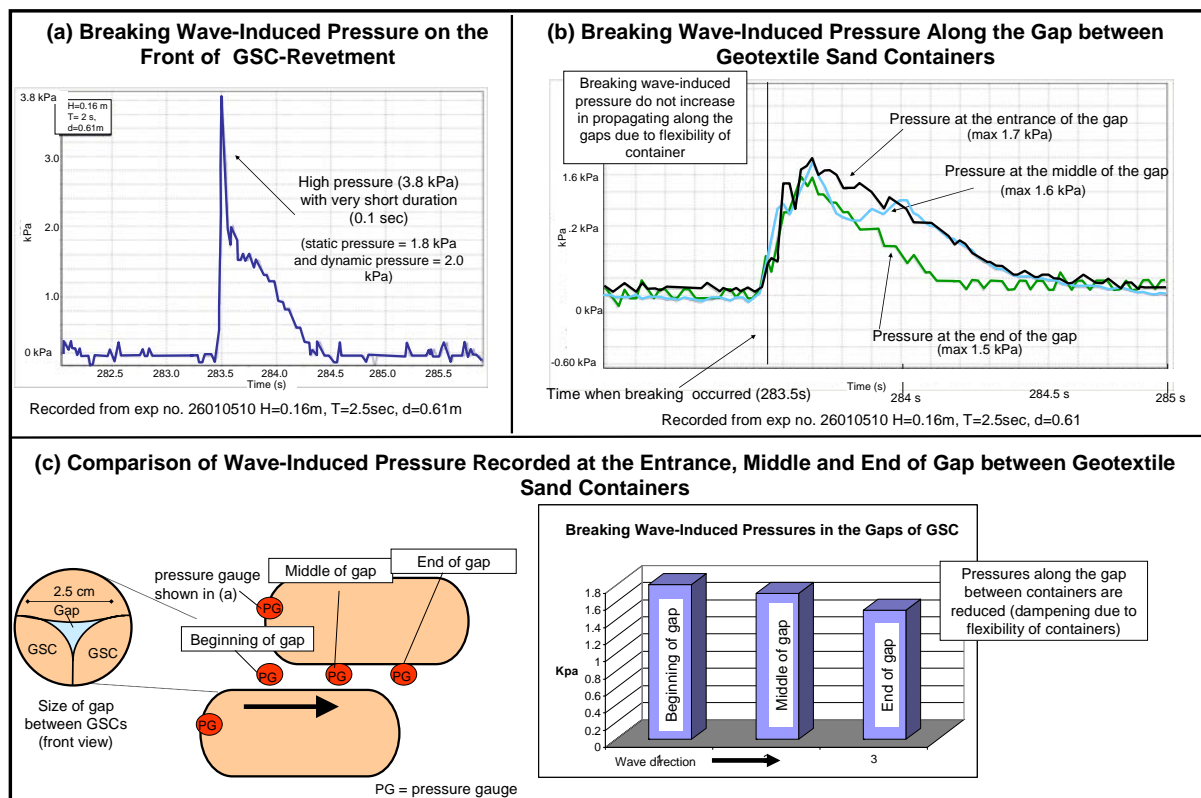 (a) Breaking Wave-Induced Pressure on the
Front of GSC-Revetment
3.8 kPa
H=0.16 m
T= 2 s,
d=0.61m
3.0
kPa
2.0
1.0
0 kPa
High pressure (3.8 kPa)
with very short duration
(0.1 sec)
(static pressure = 1.8 kPa
and dynamic pressure = 2.0
kPa)
282.5
283.0
283.5
284.0
284.5
285.0
285.5
Time (s)
Recorded from exp no. 26010510 H=0.16m, T=2.5sec, d=0.61m
(b) Breaking Wave-Induced Pressure Along the Gap between
Geotextile Sand Containers
Breaking wave-induced
pressure do not increase
in propagating along the
gaps due to flexibility of
container
Pressure at the entrance of the gap
(max 1.7 kPa)
Pressure at the middle of the gap
(max 1.6 kPa)
1.6 kPa
.2 kPa
kPa
0 kPa
-0.60 kPa
Pressure at the end of the gap
(max 1.5 kPa)
Time when breaking occurred (283.5s)
Time (s)
284 s
284.5 s
285 s
Recorded from exp no. 26010510 H=0.16m, T=2.5sec, d=0.61
(c) Comparison of Wave-Induced Pressure Recorded at the Entrance, Middle and End of Gap between Geotextile
Sand Containers
2.5 cm
Gap
GSC
GSC
Size of gap
between GSCs
(front view)
pressure gauge
shown in (a)
Middle of gap
End of gap
PG
Beginning of gap
PG
PG
PG
PG
PG = pressure gauge
Breaking Wave-Induced Pressures in the Gaps of GSC
1.8
1.6
1.4
1.2
1
0.8
0.6
0.4
0.2
0
Kpa
Beginning of gap
Middle of gap
End of gap
1
2
3
Wave direction
Pressures along the gap
between containers are
reduced (dampening due to
flexibility of containers)